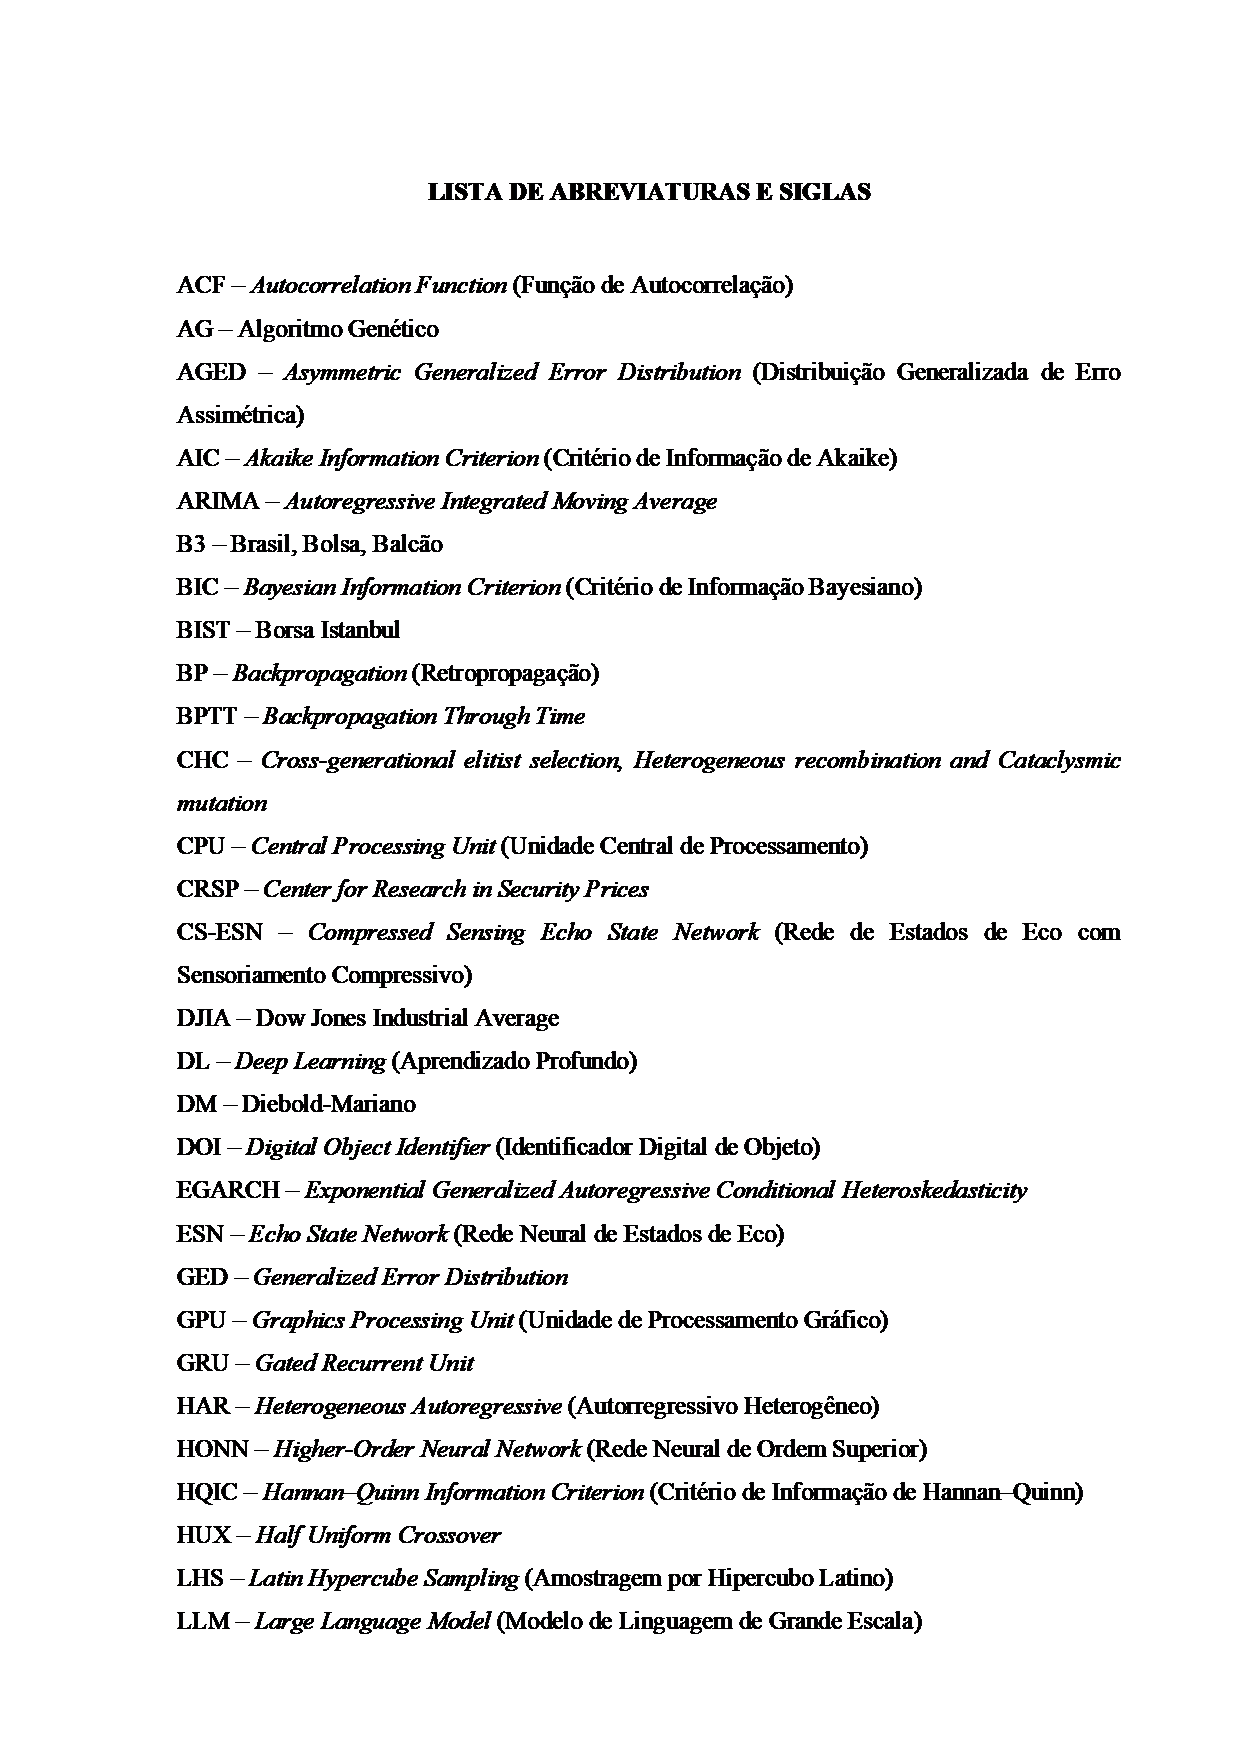 LISTA DE ABREVIATURAS E SIGLAS
ACF – Autocorrelation Function (Função de Autocorrelação)
AG – Algoritmo Genético
AGED – Asymmetric Generalized Error Distribution (Distribuição Generalizada de Erro
Assimétrica)
AIC – Akaike Information Criterion (Critério de Informação de Akaike)
ARIMA – Autoregressive Integrated Moving Average
B3 – Brasil, Bolsa, Balcão
BIC – Bayesian Information Criterion (Critério de Informação Bayesiano)
BIST – Borsa Istanbul
BP – Backpropagation (Retropropagação)
BPTT – Backpropagation Through Time
CHC – Cross-generational elitist selection, Heterogeneous recombination and Cataclysmic
mutation
CPU – Central Processing Unit (Unidade Central de Processamento)
CRSP – Center for Research in Security Prices
CS-ESN – Compressed Sensing Echo State Network (Rede de Estados de Eco com
Sensoriamento Compressivo)
DJIA – Dow Jones Industrial Average
DL – Deep Learning (Aprendizado Profundo)
DM – Diebold-Mariano
DOI – Digital Object Identifier (Identificador Digital de Objeto)
EGARCH – Exponential Generalized Autoregressive Conditional Heteroskedasticity
ESN – Echo State Network (Rede Neural de Estados de Eco)
GED – Generalized Error Distribution
GPU – Graphics Processing Unit (Unidade de Processamento Gráfico)
GRU – Gated Recurrent Unit
HAR – Heterogeneous Autoregressive (Autorregressivo Heterogêneo)
HONN – Higher-Order Neural Network (Rede Neural de Ordem Superior)
HQIC – Hannan–Quinn Information Criterion (Critério de Informação de Hannan–Quinn)
HUX – Half Uniform Crossover
LHS – Latin Hypercube Sampling (Amostragem por Hipercubo Latino)
LLM – Large Language Model (Modelo de Linguagem de Grande Escala)